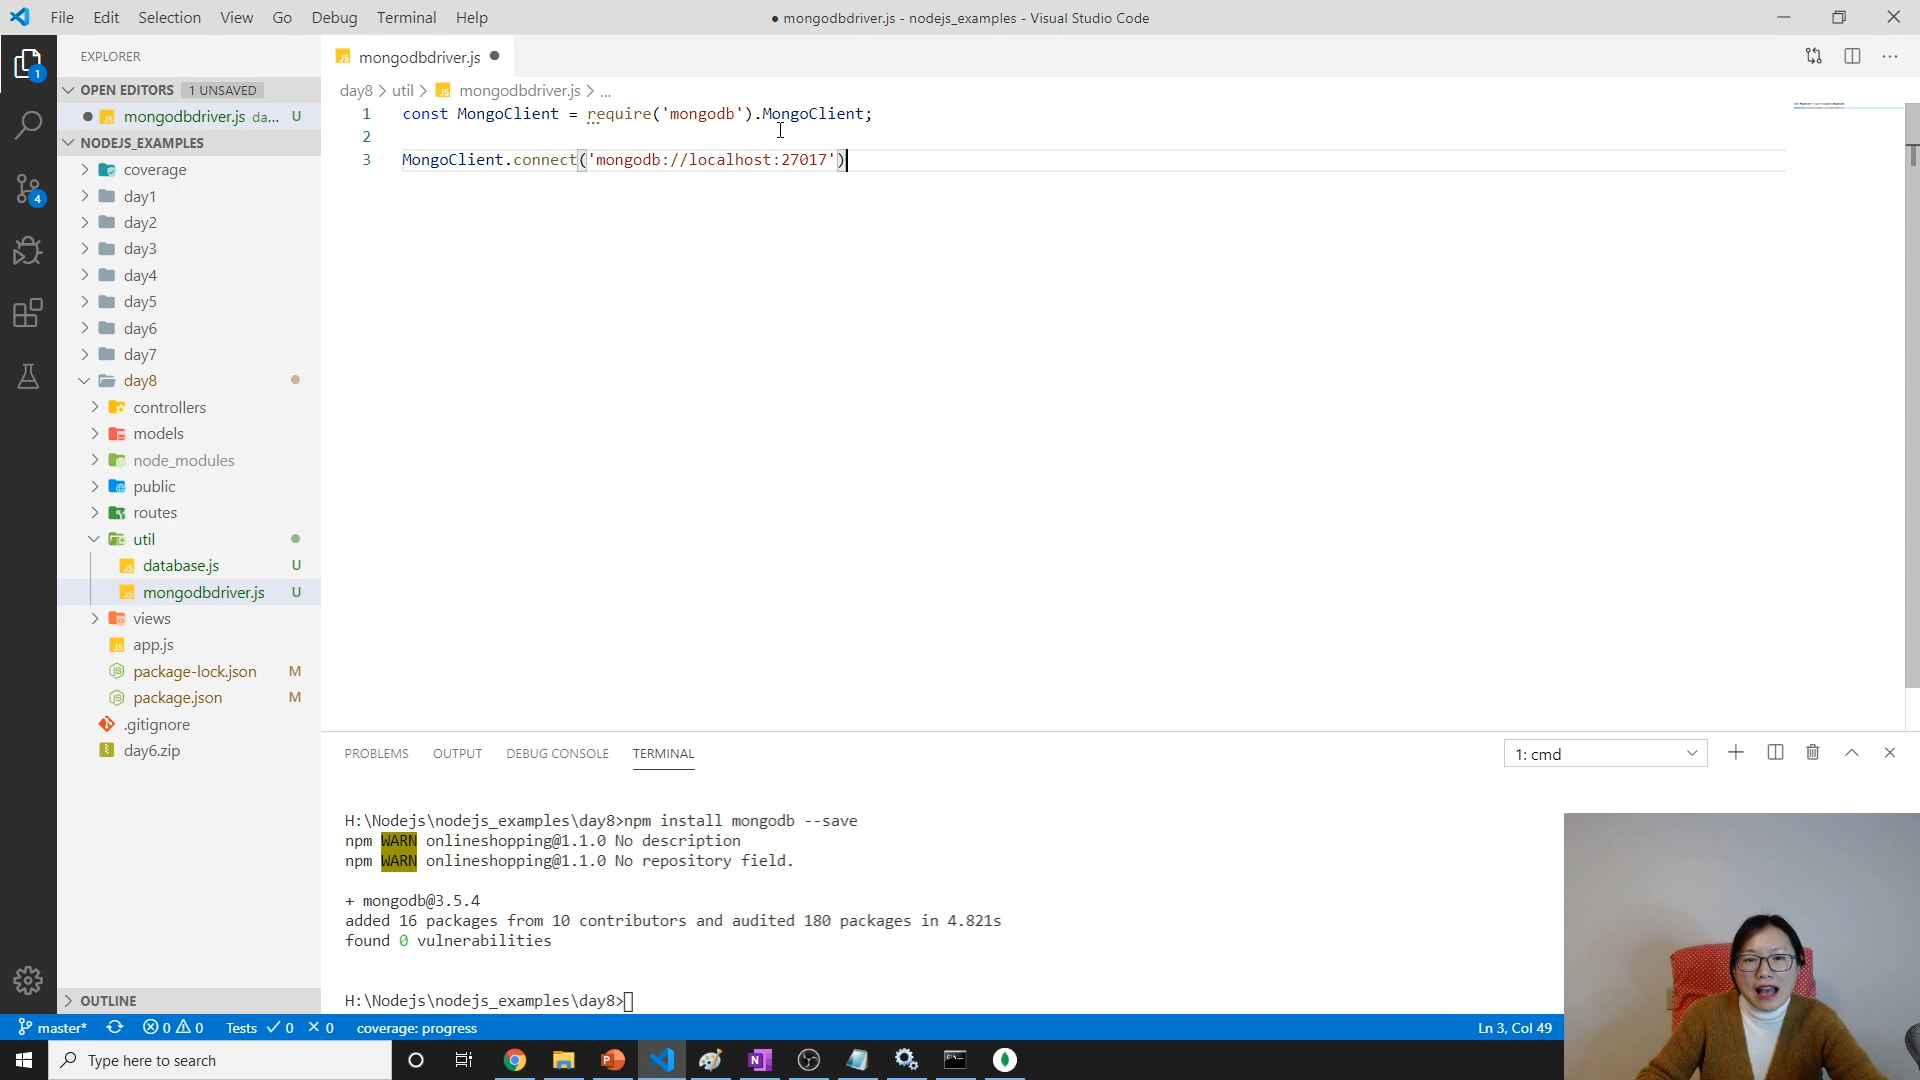 File Edit Selection View Go Debug Terminal Help
● mongodbdriver.js - nodejs_examples - Visual Studio Code
EXPLORER
OPEN EDITORS 1 UNSAVED
mongodbdriver.js da... U
NODEJS_EXAMPLES
coverage
day1
day2
day3
day4
day5
day6
day7
day8
controllers
models
node_modules
public
routes
util
database.js U
mongodbdriver.js U
views
app.js
package-lock.json M
package.json M
.gitignore
day6.zip
OUTLINE
1
4
mongodbdriver.js
day8 > util > mongodbdriver.js > ...
1 const MongoClient = require('mongodb').MongoClient;
2
3 MongoClient.connect('mongodb://localhost:27017')
PROBLEMS OUTPUT DEBUG CONSOLE TERMINAL
1: cmd
H:\Nodejs\nodejs_examples\day8>npm install mongodb --save
npm WARN onlineshopping@1.1.0 No description
npm WARN onlineshopping@1.1.0 No repository field.
+ mongodb@3.5.4
added 16 packages from 10 contributors and audited 180 packages in 4.821s
found 0 vulnerabilities
H:\Nodejs\nodejs_examples\day8>
master* 0 0 Tests ✓ 0 ✕ 0 coverage: progress
Ln 3, Col 49
Type here to search